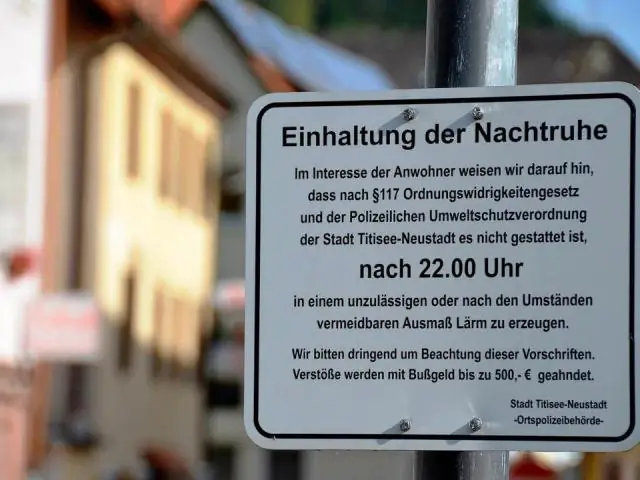 Einhaltung der Nachtruhe
Im Interesse der Anwohner weisen wir darauf hin,
dass nach §117 Ordnungswidrigkeitengesetz
und der Polizeilichen Umweltschutzverordnung
der Stadt Titisee-Neustadt es nicht gestattet ist,
nach 22.00 Uhr
in einem unzulässigen oder nach den Umständen
vermeidbaren Ausmaß Lärm zu erzeugen.
Wir bitten dringend um Beachtung dieser Vorschriften.
Verstöße werden mit Bußgeld bis zu 500,- € geahndet.
Stadt Titisee-Neustadt
-Ortspolizeibehörde-